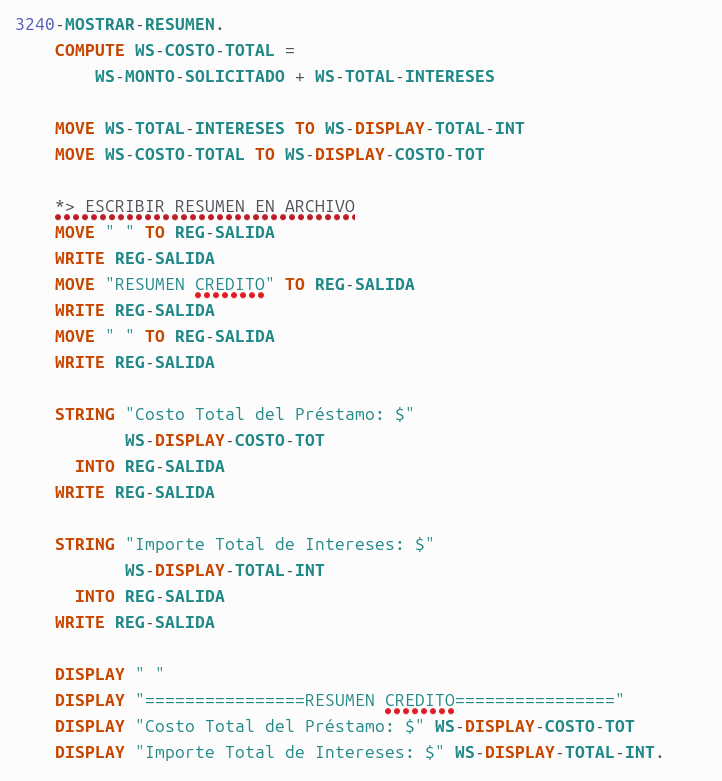 3240-MOSTRAR-RESUMEN.
    COMPUTE WS-COSTO-TOTAL =
        WS-MONTO-SOLICITADO + WS-TOTAL-INTERESES

    MOVE WS-TOTAL-INTERESES TO WS-DISPLAY-TOTAL-INT
    MOVE WS-COSTO-TOTAL TO WS-DISPLAY-COSTO-TOT

    *> ESCRIBIR RESUMEN EN ARCHIVO
    MOVE " " TO REG-SALIDA
    WRITE REG-SALIDA
    MOVE "RESUMEN CREDITO" TO REG-SALIDA
    WRITE REG-SALIDA
    MOVE " " TO REG-SALIDA
    WRITE REG-SALIDA

    STRING "Costo Total del Préstamo: $"
           WS-DISPLAY-COSTO-TOT
      INTO REG-SALIDA
    WRITE REG-SALIDA

    STRING "Importe Total de Intereses: $"
           WS-DISPLAY-TOTAL-INT
      INTO REG-SALIDA
    WRITE REG-SALIDA

    DISPLAY " "
    DISPLAY "================RESUMEN CREDITO================"
    DISPLAY "Costo Total del Préstamo: $" WS-DISPLAY-COSTO-TOT
    DISPLAY "Importe Total de Intereses: $" WS-DISPLAY-TOTAL-INT.